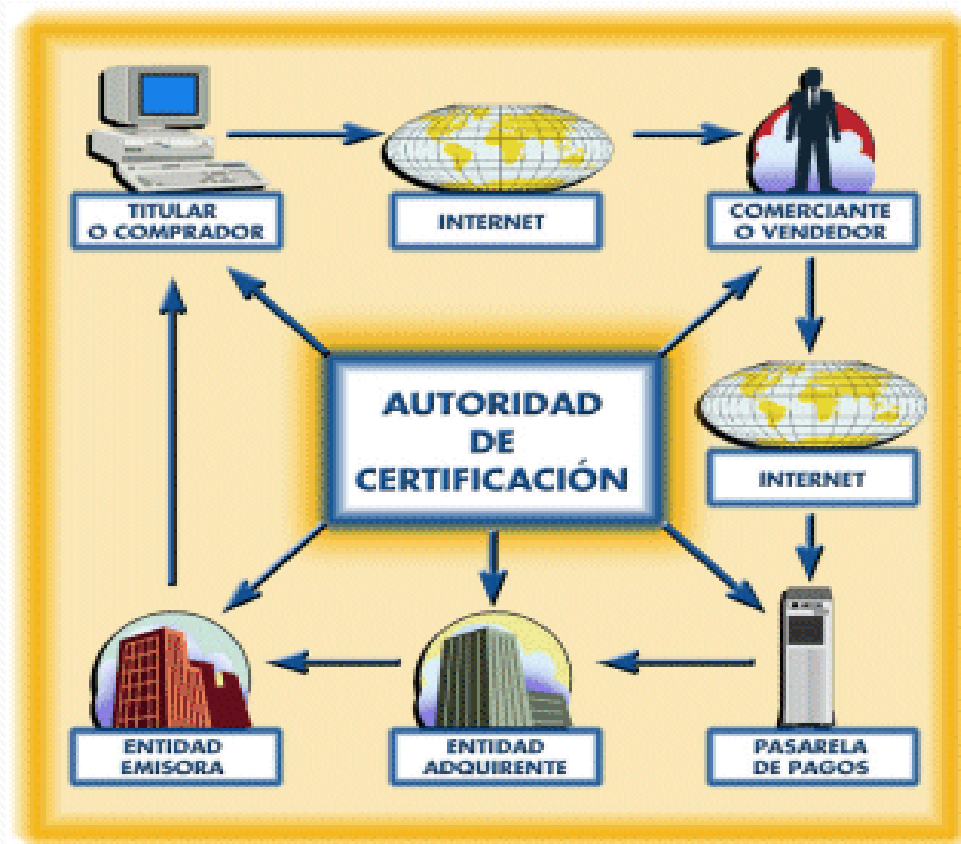 TITULAR
O COMPRADOR
INTERNET
COMERCIANTE
O VENDEDOR
AUTORIDAD
DE
CERTIFICACIÓN
INTERNET
ENTIDAD
EMISORA
ENTIDAD
ADQUIRENTE
PASARELA
DE PAGOS